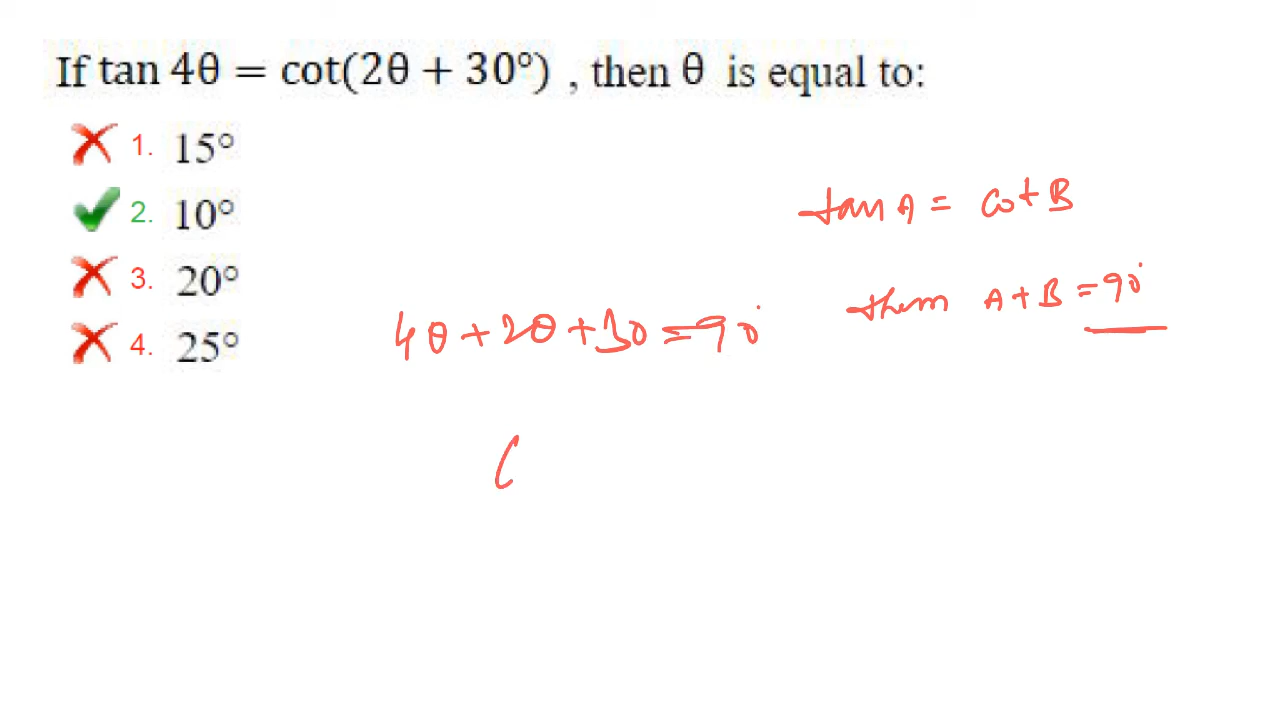 If tan 4θ = cot(2θ + 30°) , then θ is equal to:
1. 15°
2. 10°
3. 20°
4. 25°
tan A = cot B
then A + B = 90°
4θ + 2θ + 30 = 90°
(